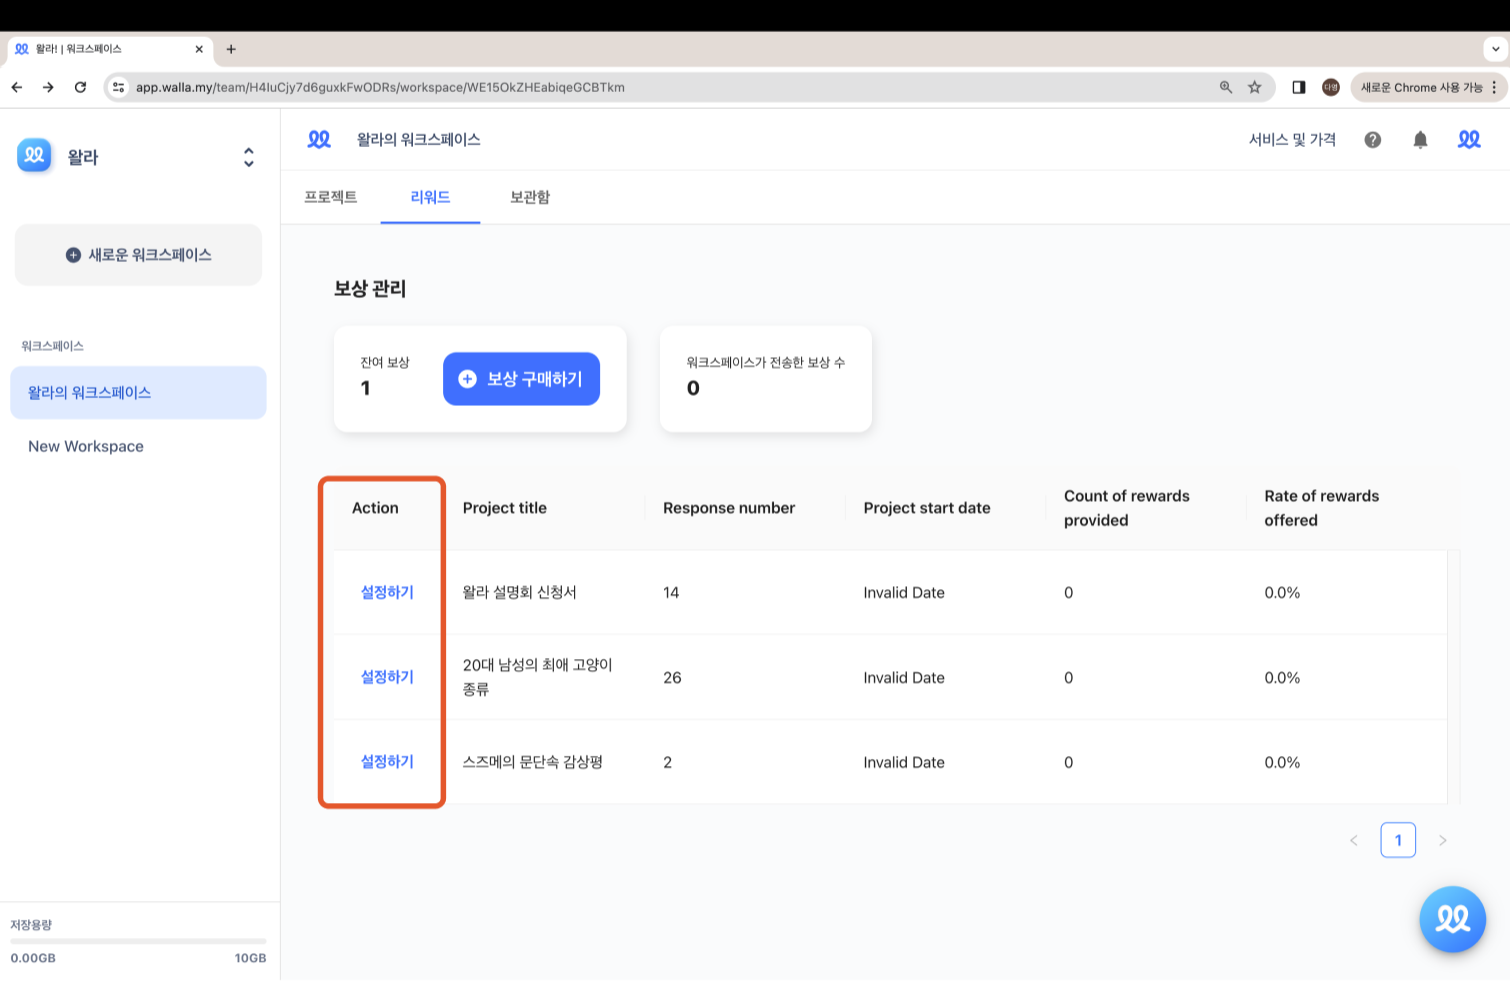 왈라! | 워크스페이스
app.walla.my/team/H4IuCjy7d6guxkFwODRs/workspace/WE15OkZHEabiqeGCBTkm
다영
새로운 Chrome 사용 가능
왈라
왈라의 워크스페이스
서비스 및 가격
프로젝트
리워드
보관함
새로운 워크스페이스
워크스페이스
왈라의 워크스페이스
New Workspace
보상 관리
잔여 보상
1
보상 구매하기
워크스페이스가 전송한 보상 수
0
Action
Project title
Response number
Project start date
Count of rewards
provided
Rate of rewards
offered
설정하기
왈라 설명회 신청서
14
Invalid Date
0
0.0%
설정하기
20대 남성의 최애 고양이
종류
26
Invalid Date
0
0.0%
설정하기
스즈메의 문단속 감상평
2
Invalid Date
0
0.0%
1
저장용량
0.00GB
10GB